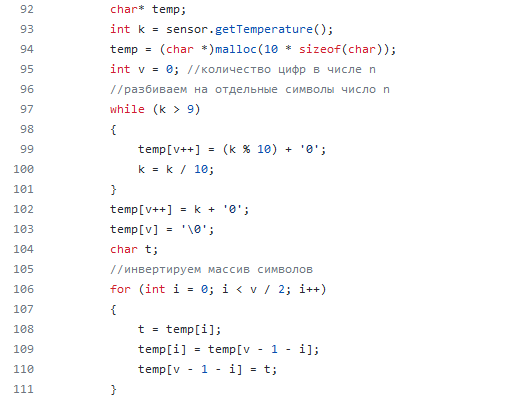 92 char* temp;
93 int k = sensor.getTemperature();
94 temp = (char *)malloc(10 * sizeof(char));
95 int v = 0; //количество цифр в числе n
96 //разбиваем на отдельные символы число n
97 while (k > 9)
98 {
99 temp[v++] = (k % 10) + '0';
100 k = k / 10;
101 }
102 temp[v++] = k + '0';
103 temp[v] = '\0';
104 char t;
105 //инвертируем массив символов
106 for (int i = 0; i < v / 2; i++)
107 {
108 t = temp[i];
109 temp[i] = temp[v - 1 - i];
110 temp[v - 1 - i] = t;
111 }